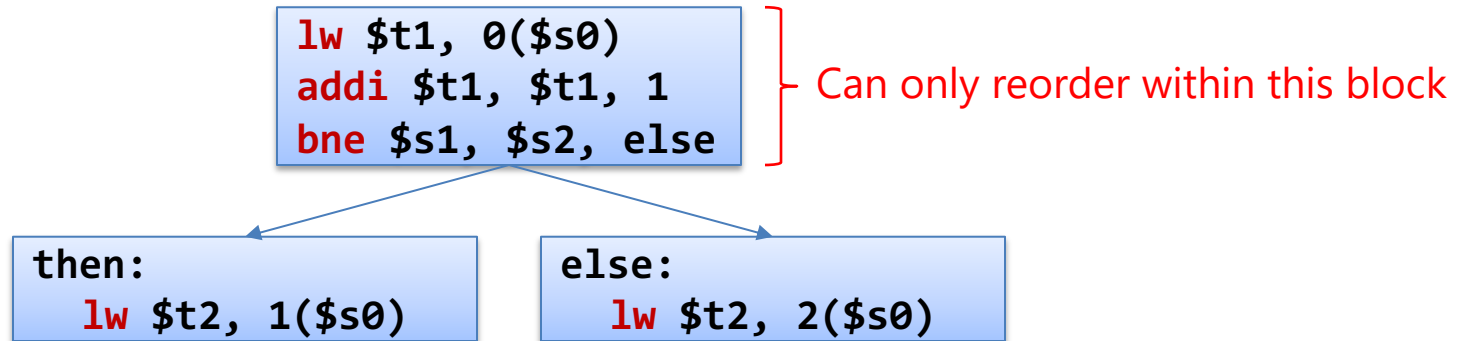 lw $t1, 0($s0)
addi $t1, $t1, 1
bne $s1, $s2, else
Can only reorder within this block
then:
lw $t2, 1($s0)
else:
lw $t2, 2($s0)